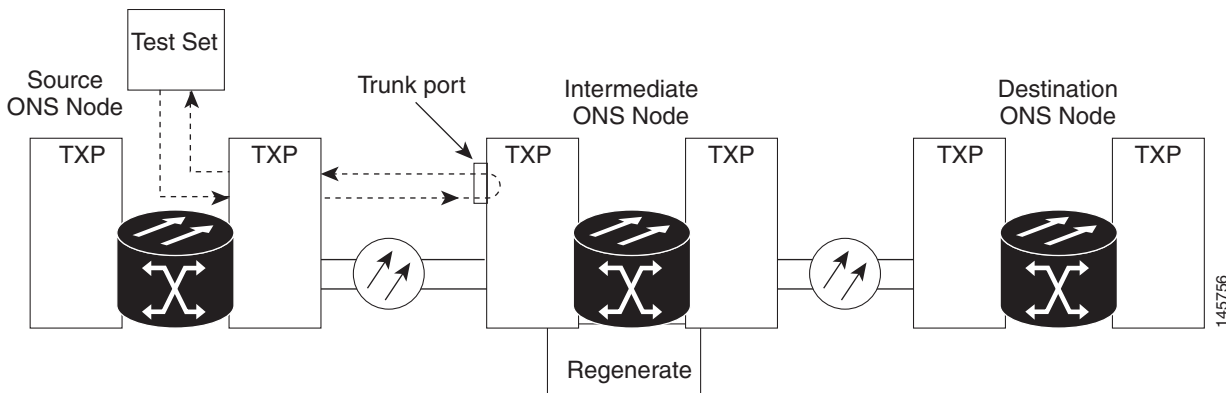 Test Set
Source
ONS Node
Trunk port
Intermediate
ONS Node
Destination
ONS Node
TXP
TXP
TXP
TXP
TXP
TXP
Regenerate
145756